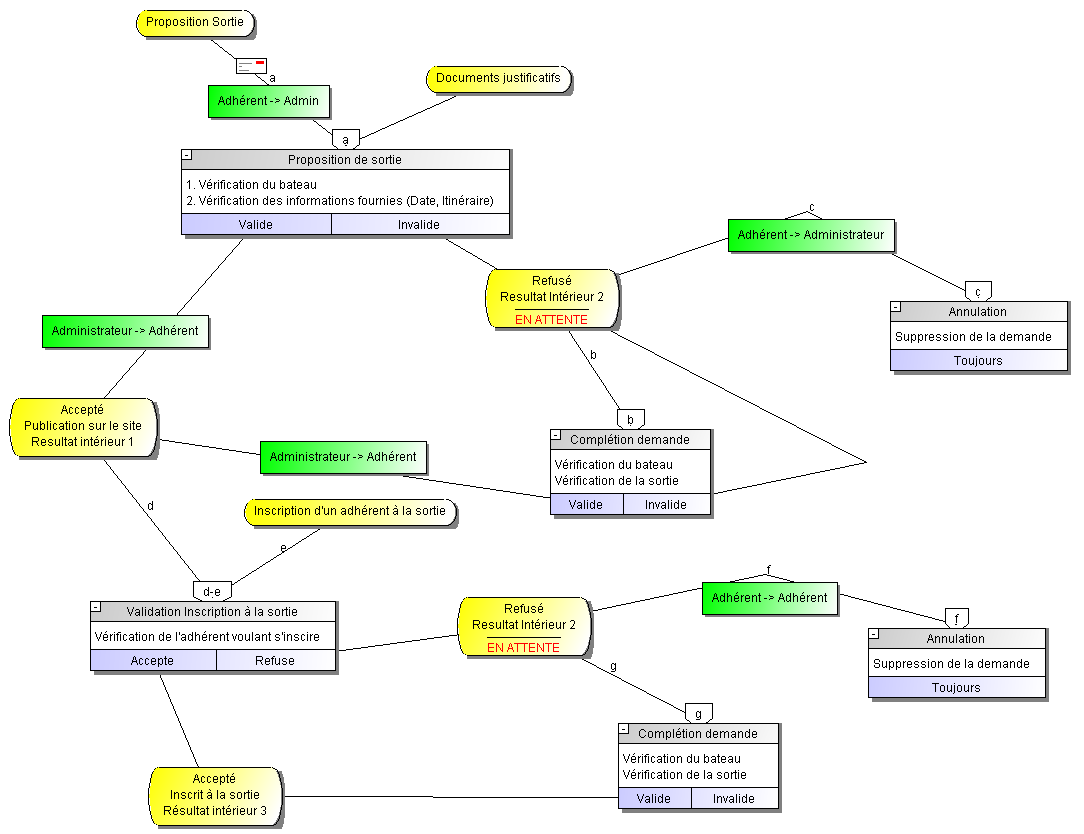 Proposition Sortie
a
Adhérent -> Admin
Documents justificatifs
a
Proposition de sortie
1. Vérification du bateau
2. Vérification des informations fournies (Date, Itinéraire)
Valide
Invalide
c
Adhérent -> Administrateur
Refusé
Resultat Intérieur 2
EN ATTENTE
c
Annulation
Suppression de la demande
Toujours
Administrateur -> Adhérent
b
Accepté
Publication sur le site
Resultat intérieur 1
b
Complétion demande
Vérification du bateau
Vérification de la sortie
Valide
Invalide
Administrateur -> Adhérent
d
Inscription d'un adhérent à la sortie
e
d-e
Validation Inscription à la sortie
Vérification de l'adhérent voulant s'inscire
Accepte
Refuse
Refusé
Resultat Intérieur 2
EN ATTENTE
f
Adhérent -> Adhérent
f
Annulation
Suppression de la demande
Toujours
g
g
Complétion demande
Vérification du bateau
Vérification de la sortie
Valide
Invalide
Accepté
Inscrit à la sortie
Résultat intérieur 3